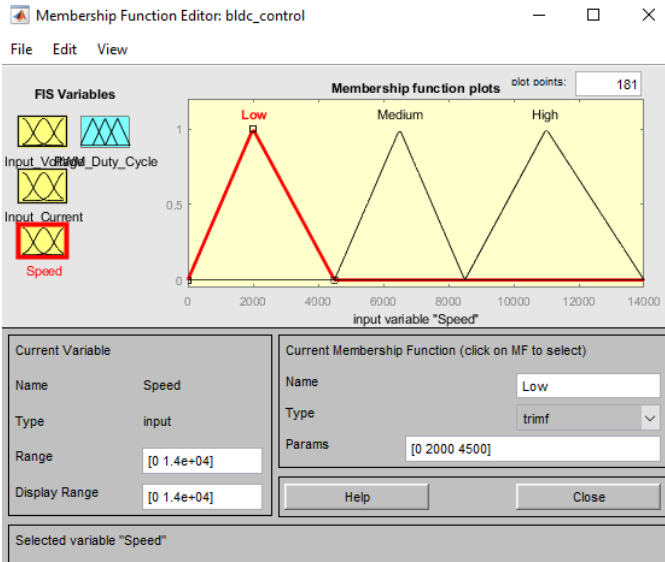 Membership Function Editor: bldc_control
File Edit View
FIS Variables
Membership function plots
plot points:
181
Input_Voltage
PWM_Duty_Cycle
Input_Current
Speed
Low
Medium
High
1
0.5
0
0 2000 4000 6000 8000 10000 12000 14000
input variable "Speed"
Current Variable
Name Speed
Type input
Range [0 1.4e+04]
Display Range [0 1.4e+04]
Current Membership Function (click on MF to select)
Name Low
Type trimf
Params [0 2000 4500]
Help
Close
Selected variable "Speed"